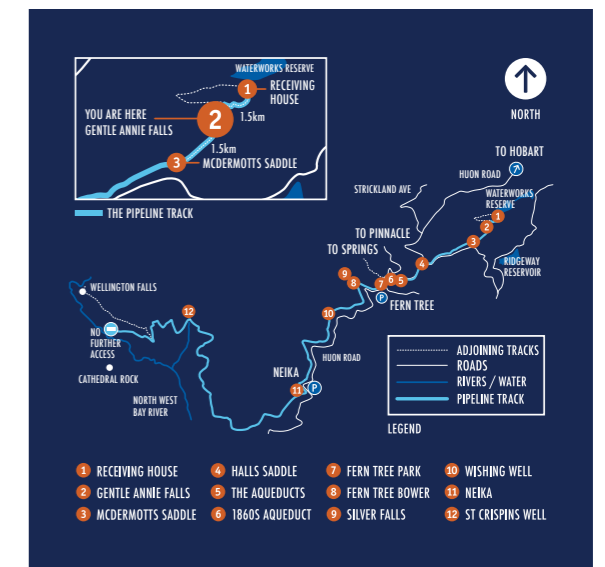 WATERWORKS RESERVE
1
RECEIVING
HOUSE
YOU ARE HERE
GENTLE ANNIE FALLS
2
1.5km
1.5km
3
MCDERMOTTS SADDLE
THE PIPELINE TRACK
NORTH
TO HOBART
HUON ROAD
STRICKLAND AVE
WATERWORKS
RESERVE
1
2
3
TO PINNACLE
TO SPRINGS
RIDGEWAY
RESERVOIR
4
9
8
7
6
5
P
FERN TREE
WELLINGTON FALLS
12
NO
FURTHER
ACCESS
CATHEDRAL ROCK
NORTH WEST
BAY RIVER
10
HUON ROAD
NEIKA
11
P
ADJOINING TRACKS
ROADS
RIVERS / WATER
PIPELINE TRACK
LEGEND
1 RECEIVING HOUSE
2 GENTLE ANNIE FALLS
3 MCDERMOTTS SADDLE
4 HALLS SADDLE
5 THE AQUEDUCTS
6 1860S AQUEDUCT
7 FERN TREE PARK
8 FERN TREE BOWER
9 SILVER FALLS
10 WISHING WELL
11 NEIKA
12 ST CRISPINS WELL